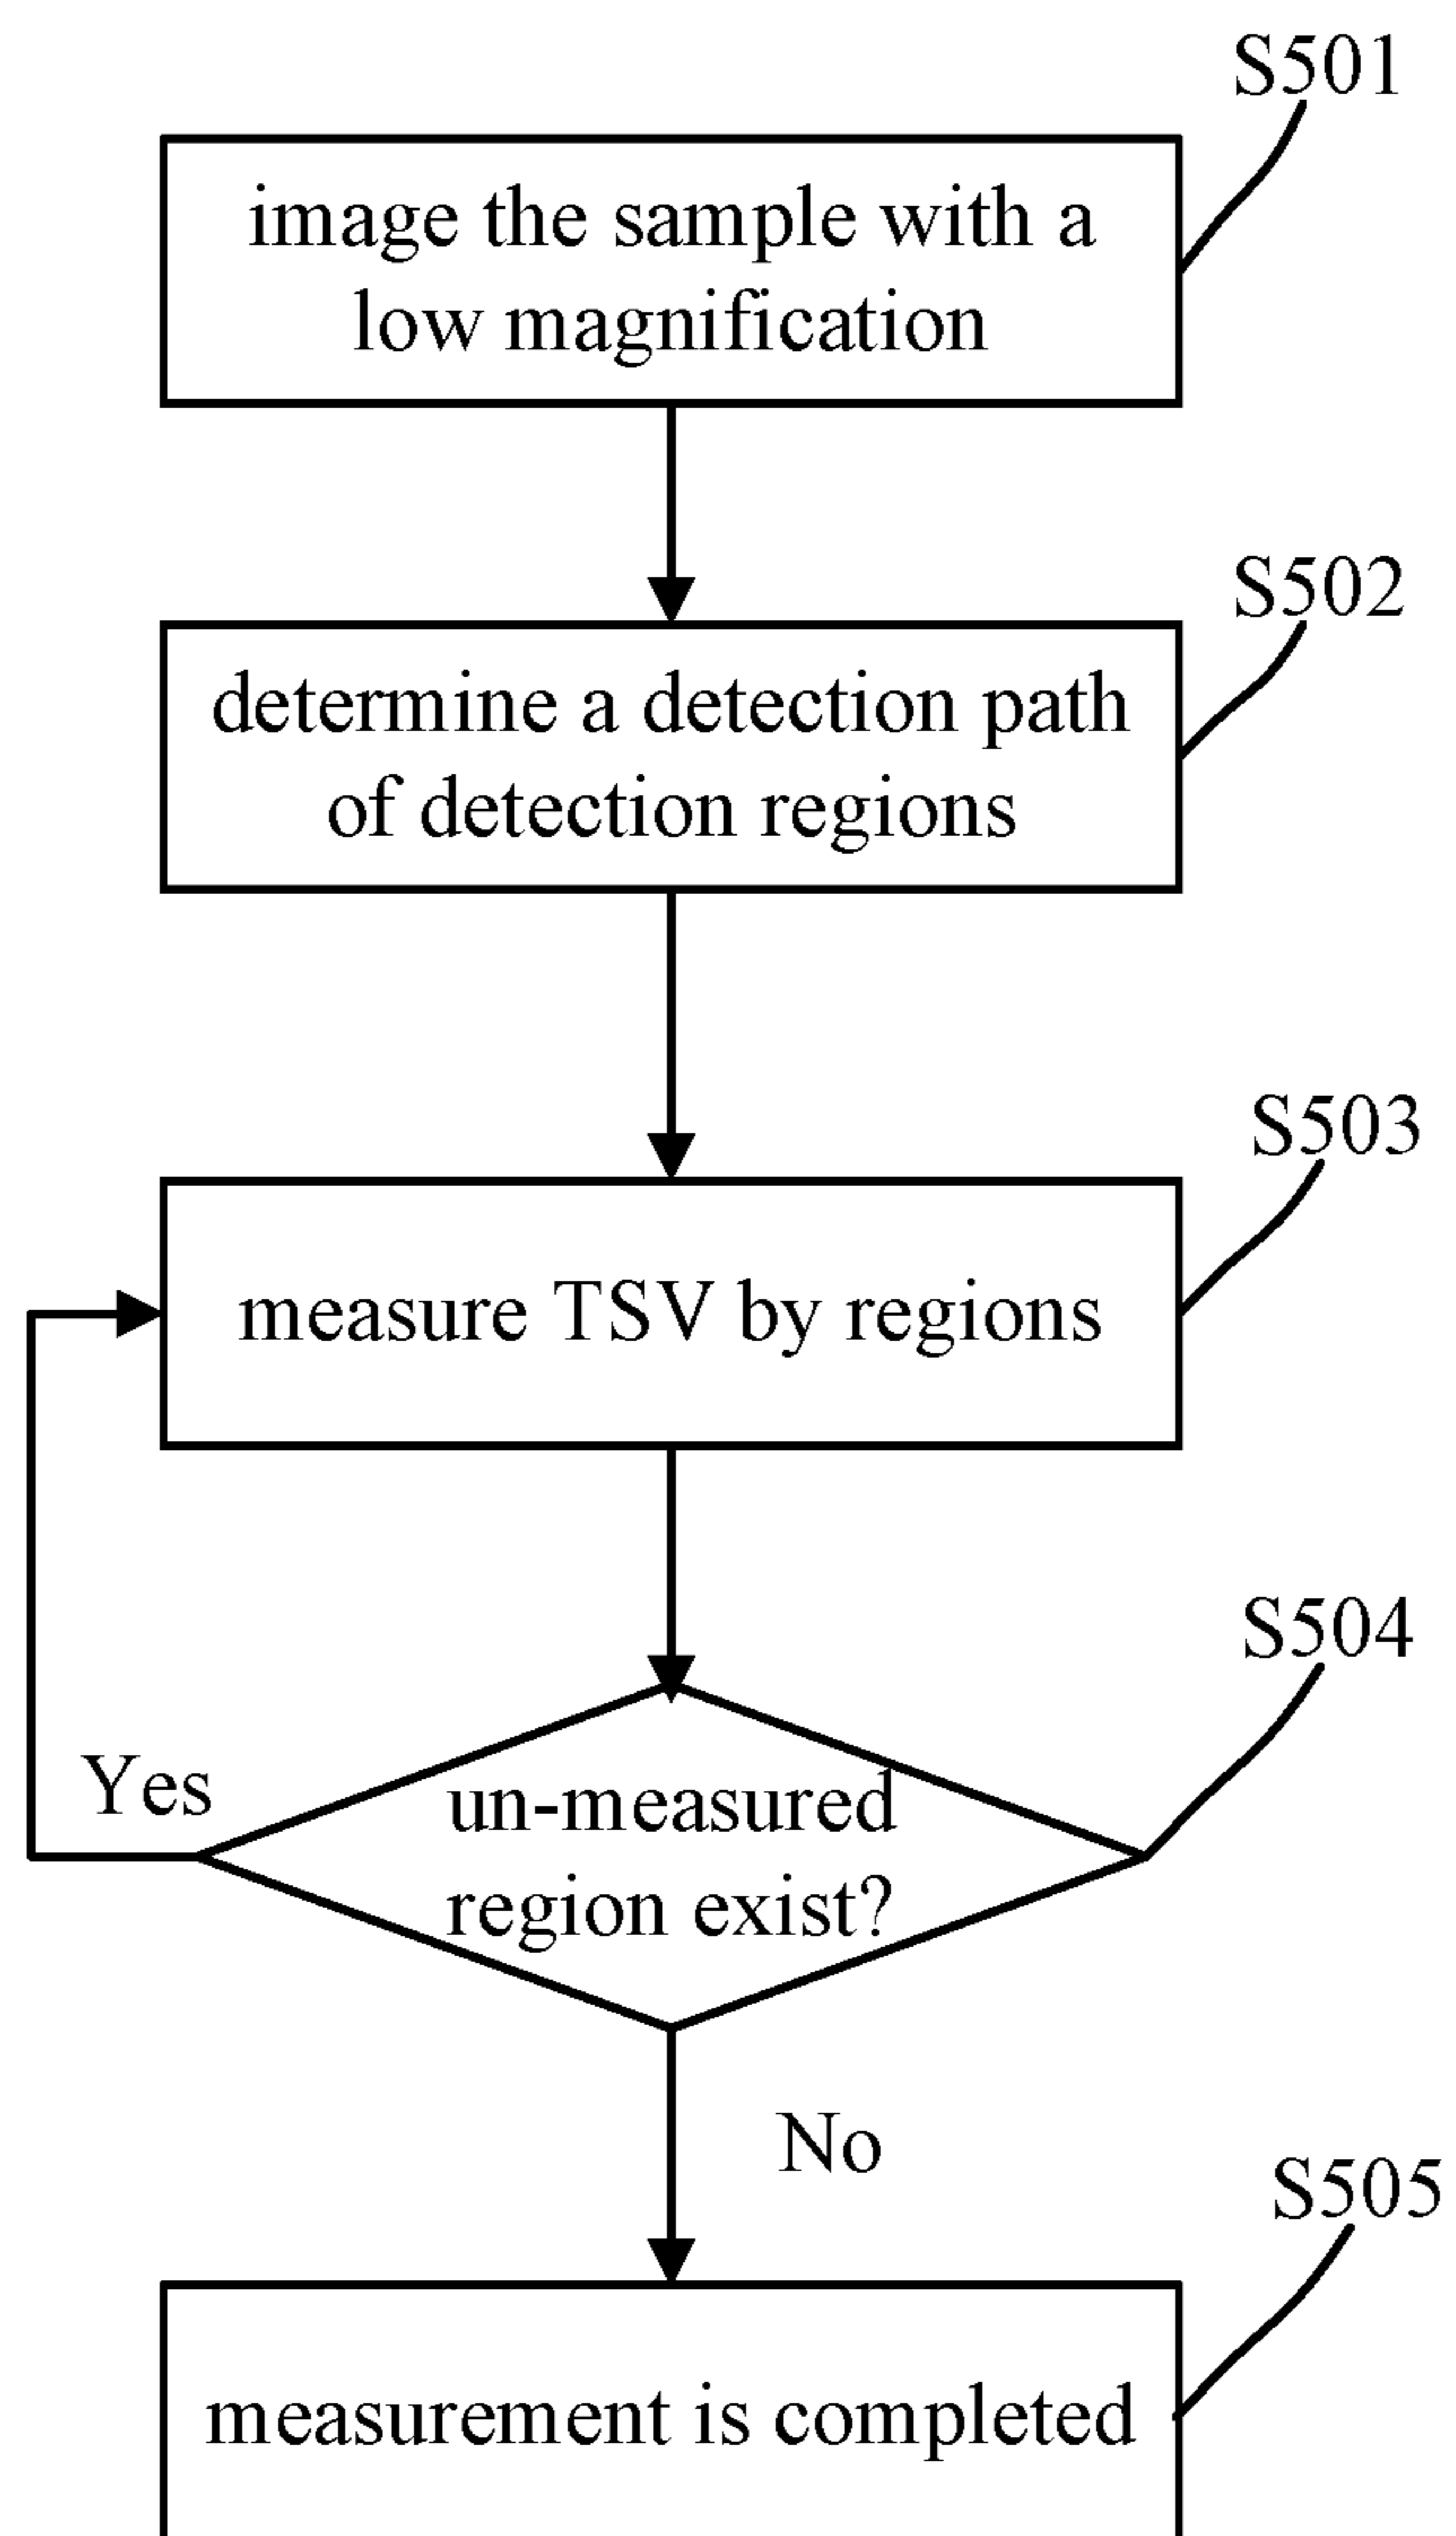 S501
image the sample with a
low magnification
S502
determine a detection path
of detection regions
S503
measure TSV by regions
S504
Yes
un-measured
region exist?
No
S505
measurement is completed